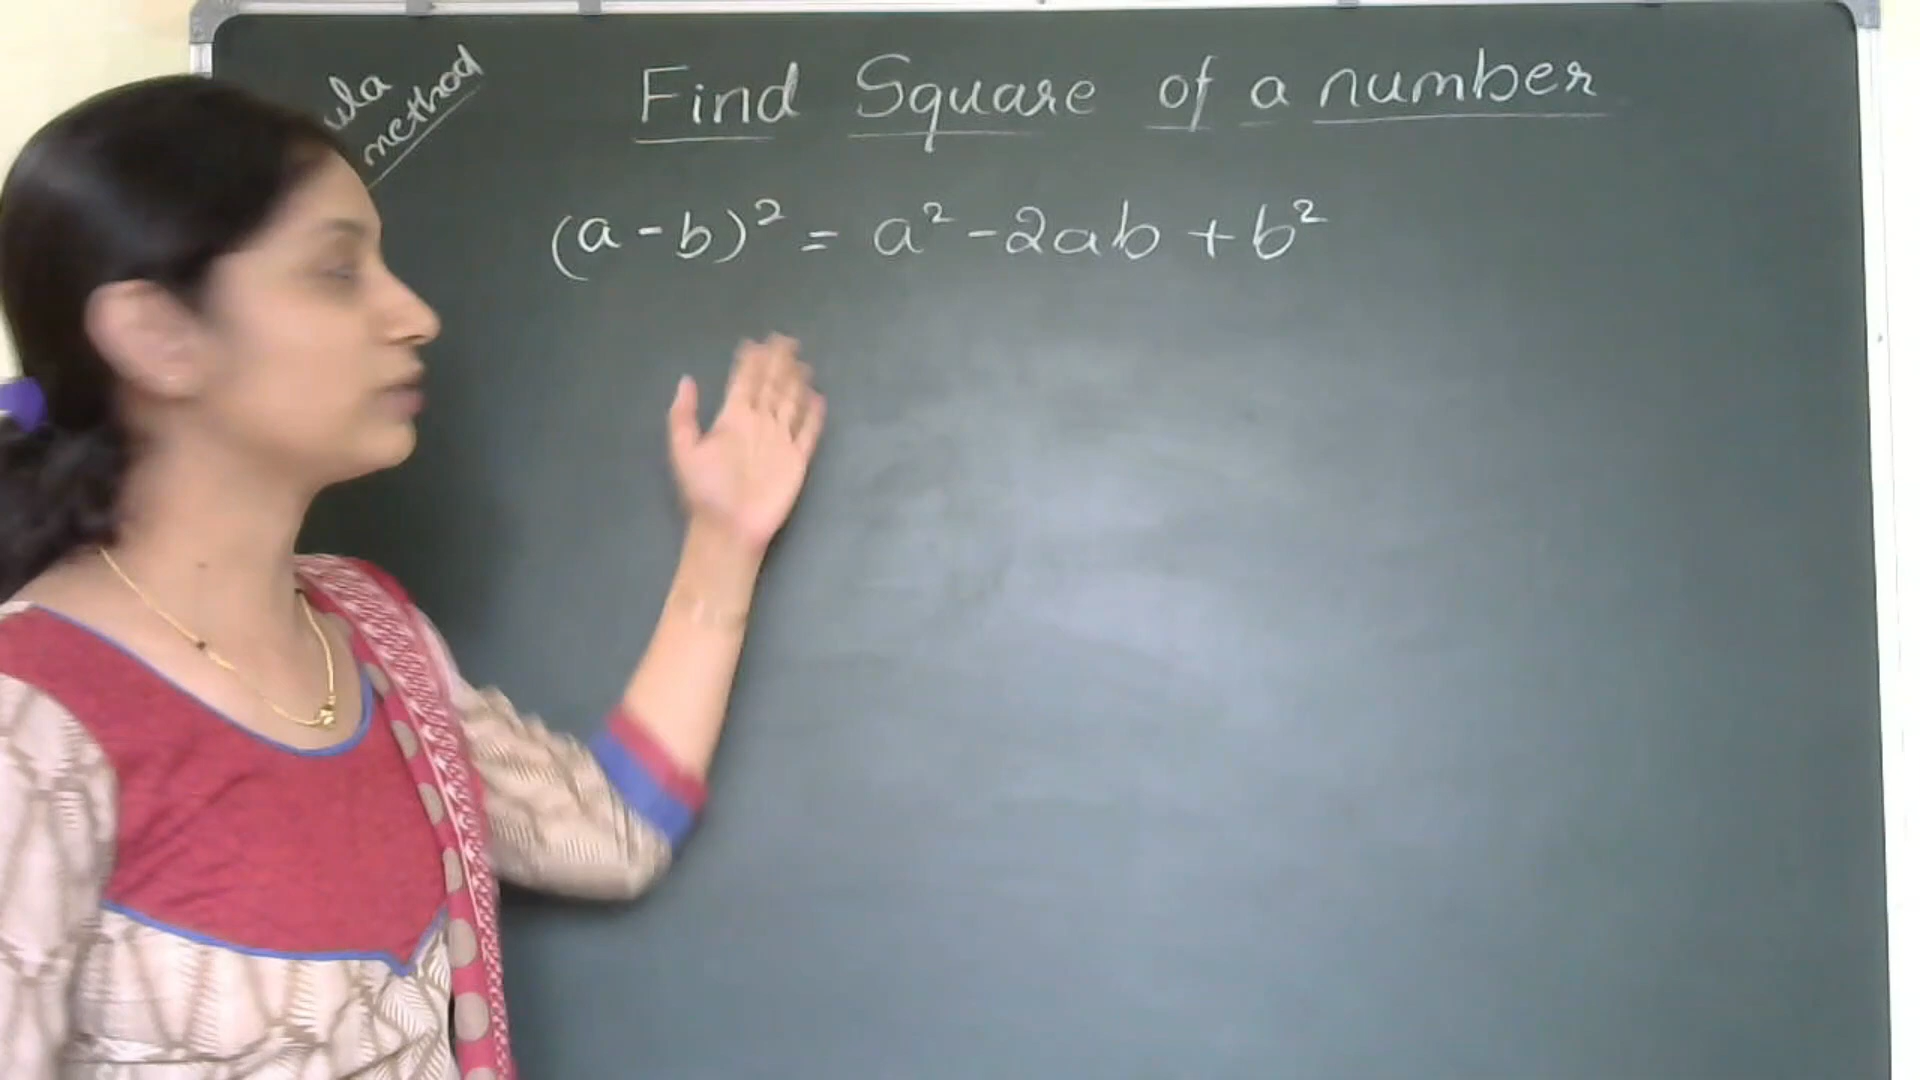 method
Find Square of a number
(a-b)² = a² -2ab + b²